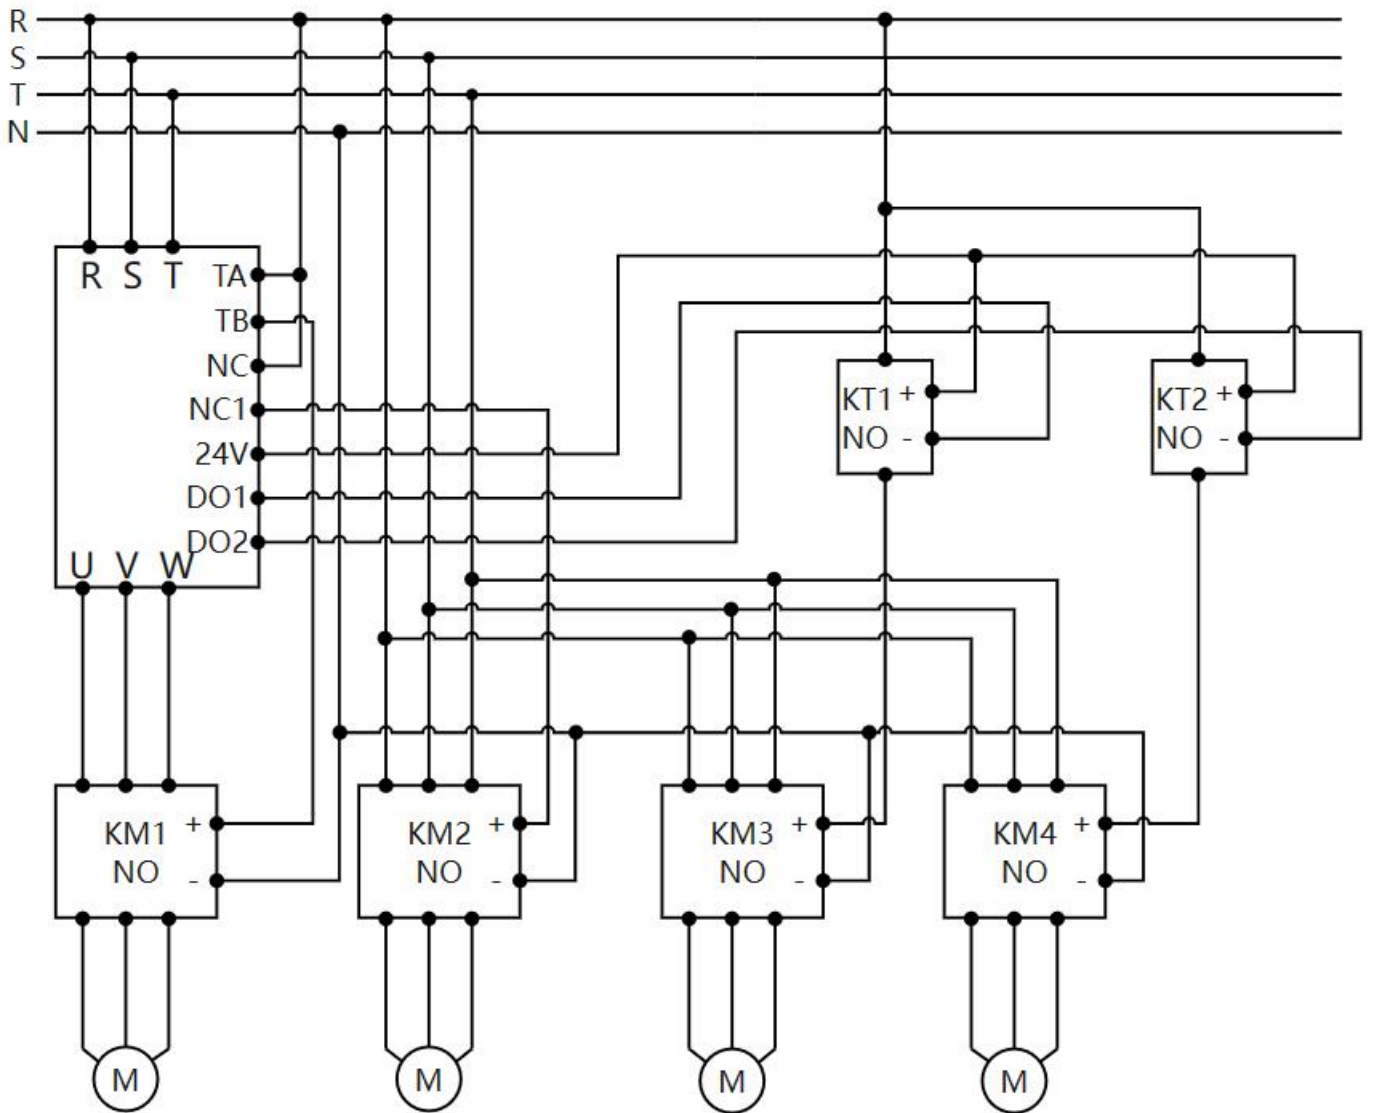 R
S
T
N
R S T
TA
TB
NC
NC1
24V
DO1
DO2
U V W
KT1 +
NO -
KT2 +
NO -
KM1 +
NO -
KM2 +
NO -
KM3 +
NO -
KM4 +
NO -
M
M
M
M